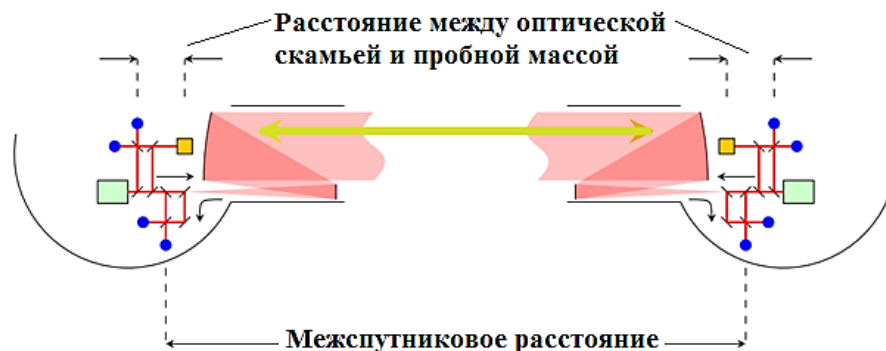 Расстояние между оптической
скамьей и пробной массой
Межспутниковое расстояние